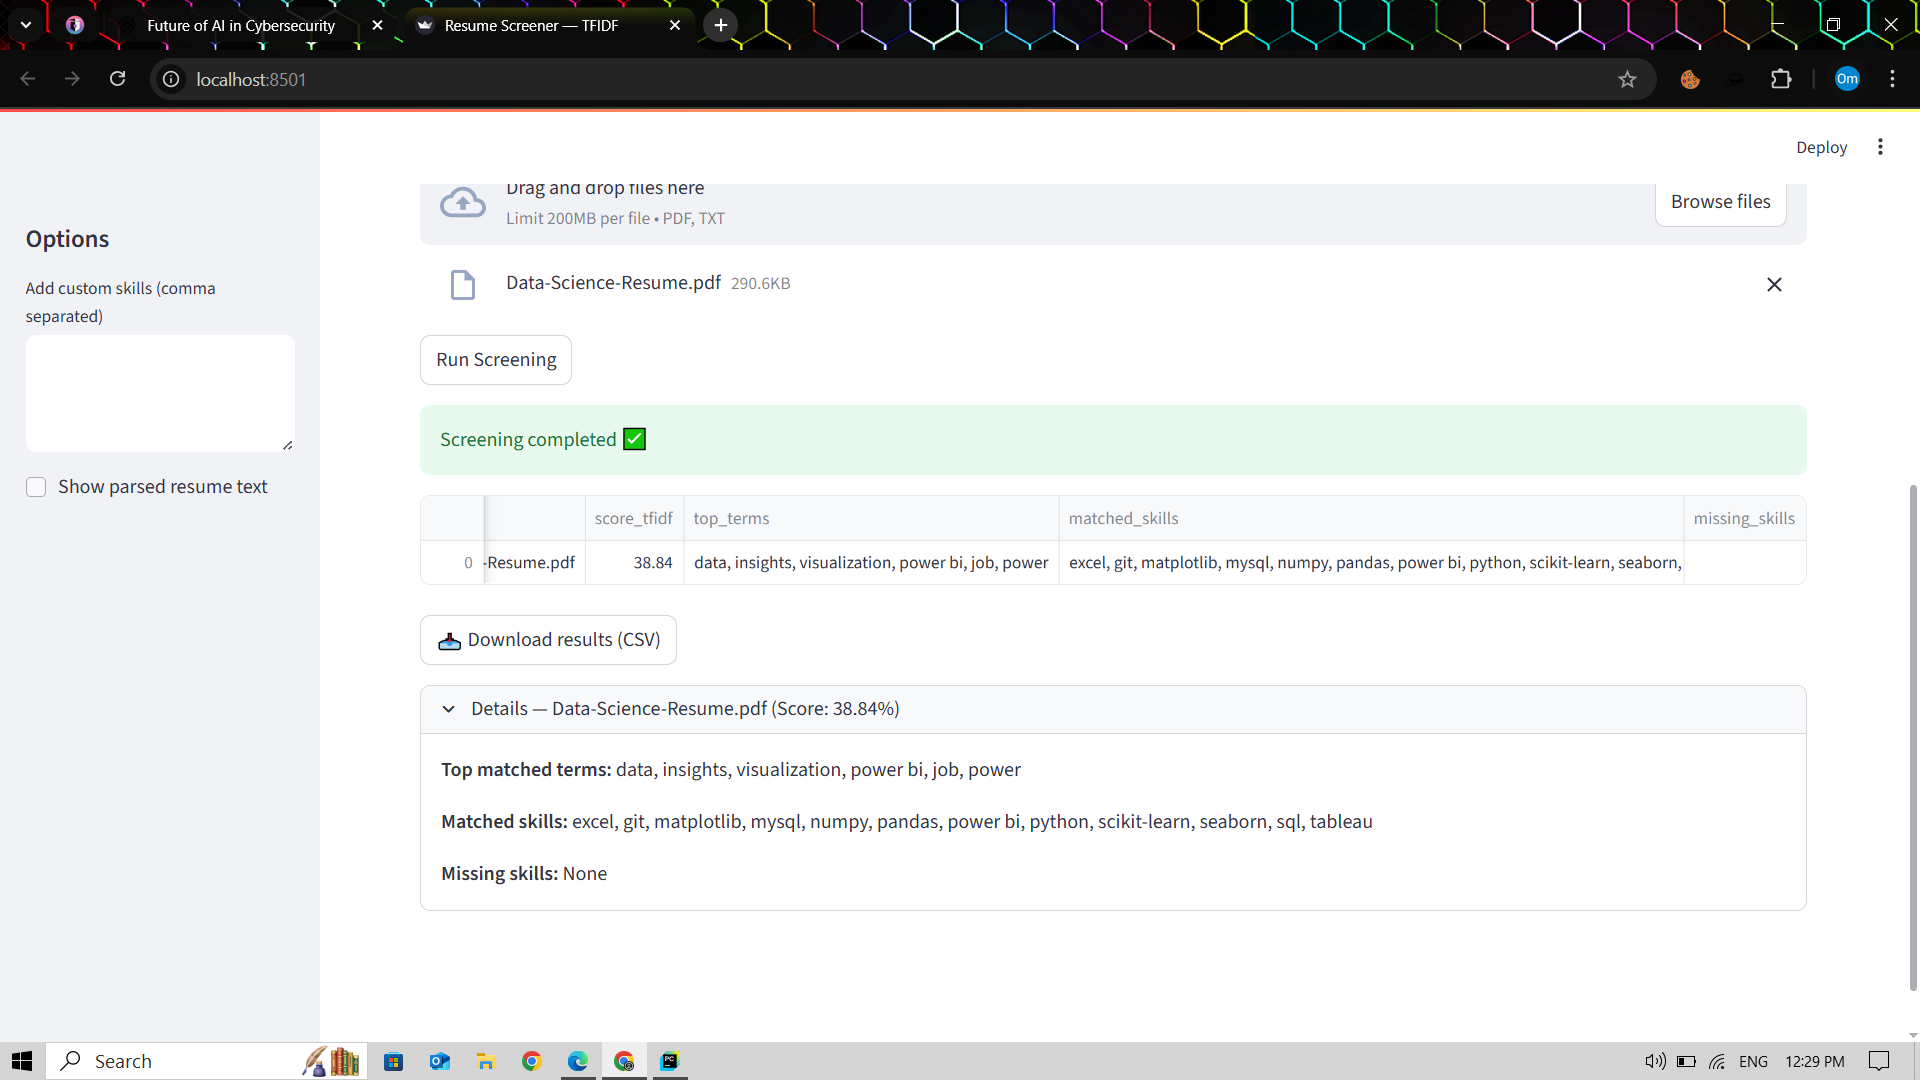 Future of AI in Cybersecurity
Resume Screener — TFIDF
localhost:8501
Om
Deploy
Options
Add custom skills (comma
separated)
Show parsed resume text
Drag and drop files here
Limit 200MB per file • PDF, TXT
Browse files
Data-Science-Resume.pdf 290.6KB
Run Screening
Screening completed ✅
score_tfidf top_terms matched_skills missing_skills
0 -Resume.pdf 38.84 data, insights, visualization, power bi, job, power excel, git, matplotlib, mysql, numpy, pandas, power bi, python, scikit-learn, seaborn,
📥 Download results (CSV)
Details — Data-Science-Resume.pdf (Score: 38.84%)
Top matched terms: data, insights, visualization, power bi, job, power
Matched skills: excel, git, matplotlib, mysql, numpy, pandas, power bi, python, scikit-learn, seaborn, sql, tableau
Missing skills: None
Search
PC
ENG
12:29 PM